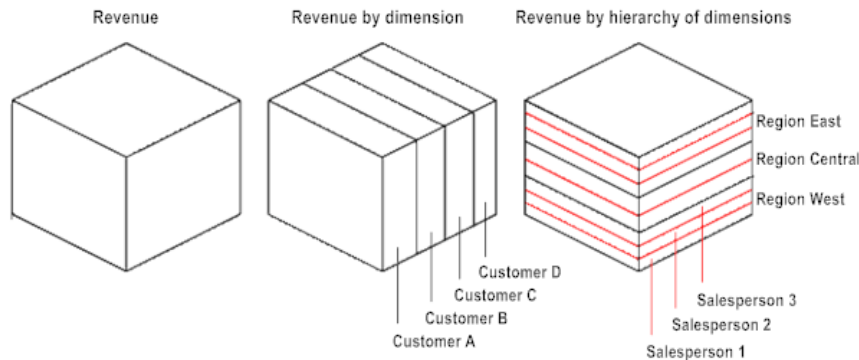 Revenue
Revenue by dimension
Revenue by hierarchy of dimensions
Region East
Region Central
Region West
Customer D
Customer C
Customer B
Customer A
Salesperson 3
Salesperson 2
Salesperson 1